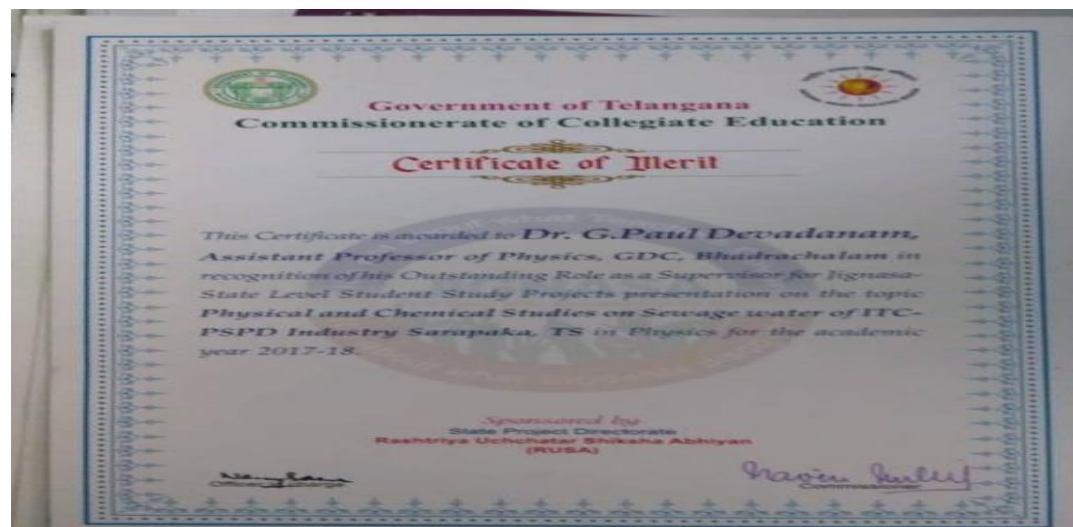 Government of Telangana
Commissionerate of Collegiate Education
Certificate of Merit
This Certificate is awarded to Dr. G.Paul Devadanam,
Assistant Professor of Physics, GDC, Bhadrachalam in
recognition of his Outstanding Role as a Supervisor for Jignasa-
State Level Student Study Projects presentation on the topic
Physical and Chemical Studies on Sewage water of ITC-
PSPD Industry Sarapaka, TS in Physics for the academic
year 2017-18.
Sponsored by
State Project Directorate
Rashtriya Uchchatar Shiksha Abhiyan
(RUSA)
Commissioner